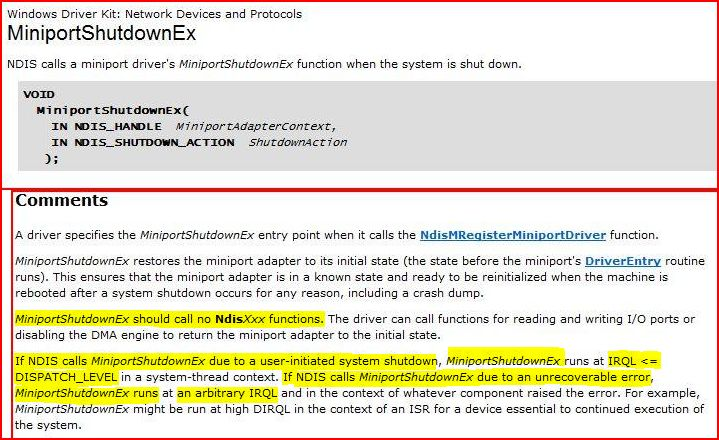 Windows Driver Kit: Network Devices and Protocols
MiniportShutdownEx
NDIS calls a miniport driver's MiniportShutdownEx function when the system is shut down.
VOID
MiniportShutdownEx(
IN NDIS_HANDLE MiniportAdapterContext,
IN NDIS_SHUTDOWN_ACTION ShutdownAction
);
Comments
A driver specifies the MiniportShutdownEx entry point when it calls the NdisMRegisterMiniportDriver function.
MiniportShutdownEx restores the miniport adapter to its initial state (the state before the miniport's DriverEntry routine
runs). This ensures that the miniport adapter is in a known state and ready to be reinitialized when the machine is
rebooted after a system shutdown occurs for any reason, including a crash dump.
MiniportShutdownEx should call no NdisXxx functions. The driver can call functions for reading and writing I/O ports or
disabling the DMA engine to return the miniport adapter to the initial state.
If NDIS calls MiniportShutdownEx due to a user-initiated system shutdown, MiniportShutdownEx runs at IRQL <=
DISPATCH_LEVEL in a system-thread context. If NDIS calls MiniportShutdownEx due to an unrecoverable error,
MiniportShutdownEx runs at an arbitrary IRQL and in the context of whatever component raised the error. For example,
MiniportShutdownEx might be run at high DIRQL in the context of an ISR for a device essential to continued execution of
the system.